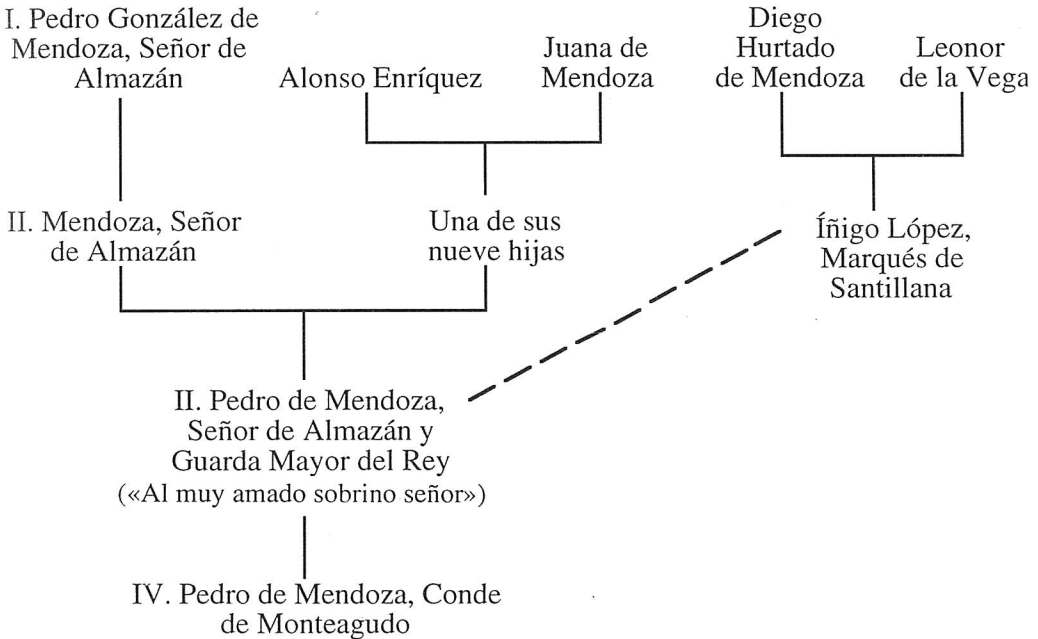 I. Pedro González de
Mendoza, Señor de
Almazán
Alonso Enríquez
Juana de
Mendoza
Diego
Hurtado
de Mendoza
Leonor
de la Vega
II. Mendoza, Señor
de Almazán
Una de sus
nueve hijas
Íñigo López,
Marqués de
Santillana
II. Pedro de Mendoza,
Señor de Almazán y
Guarda Mayor del Rey
(«Al muy amado sobrino señor»)
IV. Pedro de Mendoza, Conde
de Monteagudo